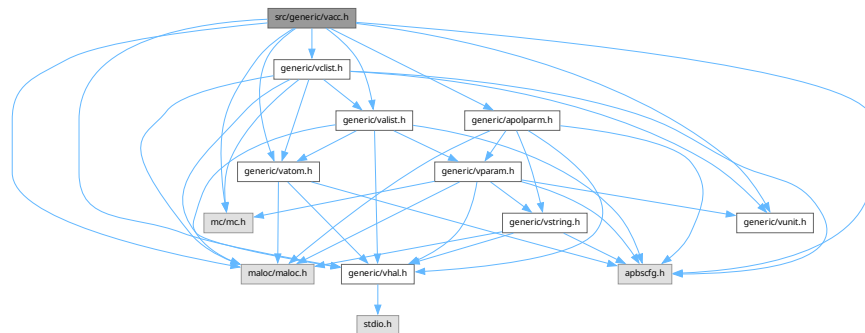 src/generic/vacc.h
generic/vclist.h
generic/valist.h
generic/apolparm.h
generic/vatom.h
generic/vparam.h
mc/mc.h
generic/vstring.h
generic/vunit.h
maloc/maloc.h
generic/vhal.h
apbscfg.h
stdio.h